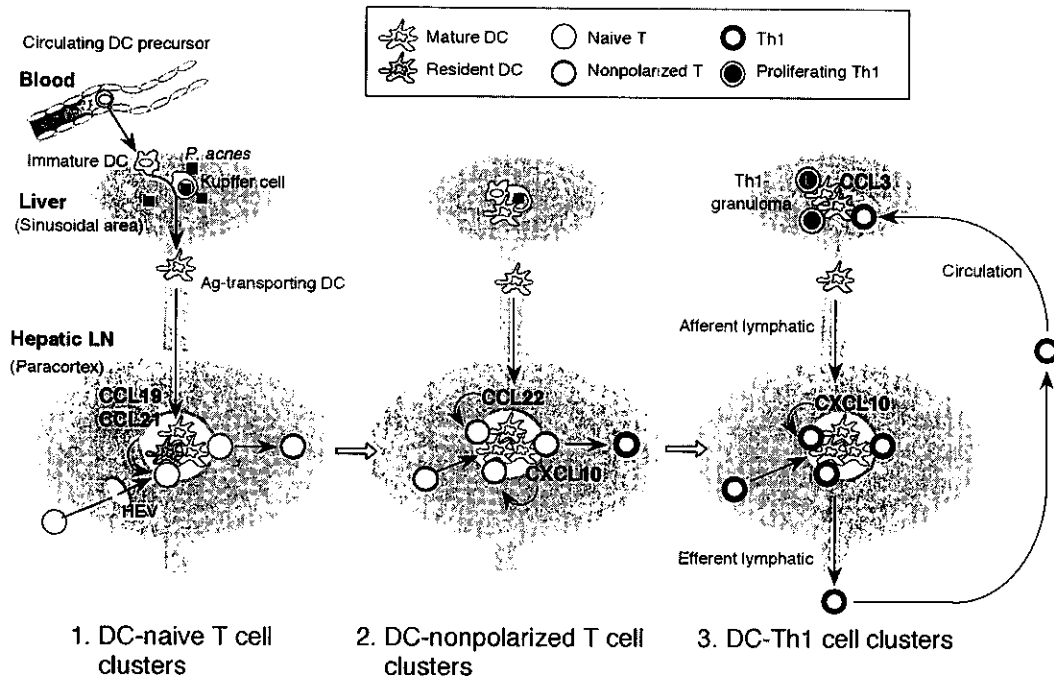 Circulating DC precursor
Blood
Immature DC
P. acnes
Kupffer cell
Liver
(Sinusoidal area)
Ag-transporting DC
Hepatic LN
(Paracortex)
CCL19
CCL21
HEV
1. DC-naive T cell
clusters
Mature DC
Naive T
Th1
Resident DC
Nonpolarized T
Proliferating Th1
CCL22
CXCL10
2. DC-nonpolarized T cell
clusters
Th1
granuloma
CCL3
Circulation
Afferent lymphatic
CXCL10
Efferent lymphatic
3. DC-Th1 cell clusters